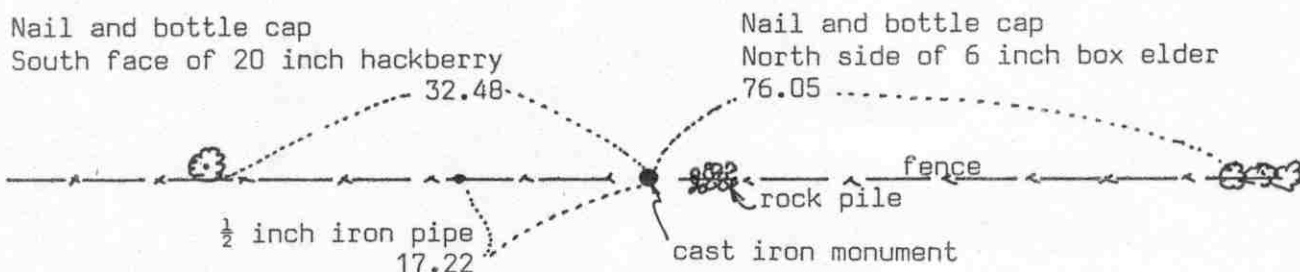 Nail and bottle cap
South face of 20 inch hackberry
32.48
Nail and bottle cap
North side of 6 inch box elder
76.05
fence
rock pile
½ inch iron pipe
17.22
cast iron monument